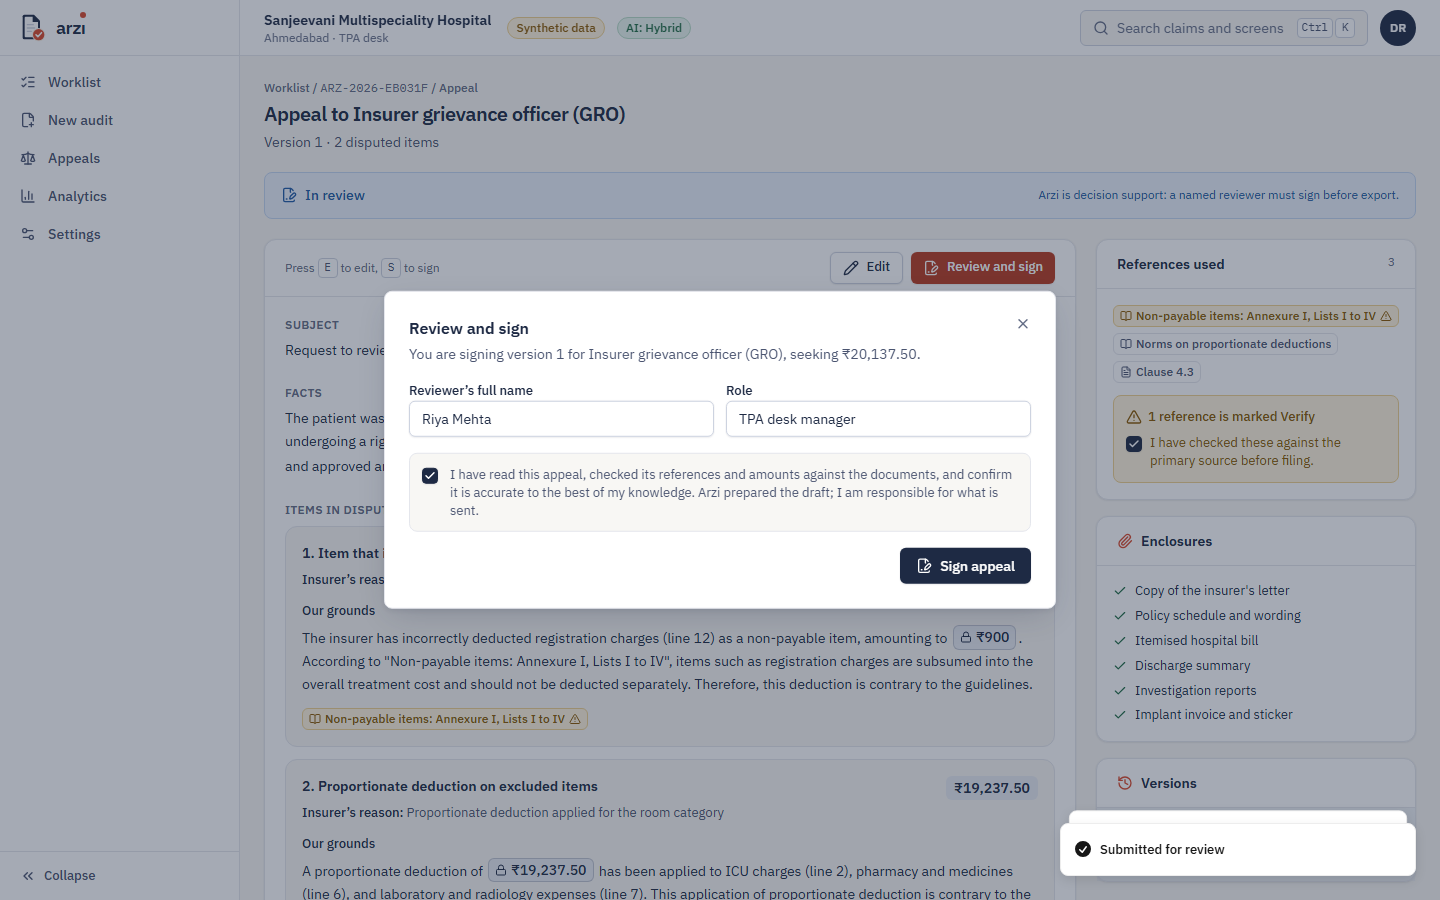 arzi
Sanjeevani Multispeciality Hospital
Ahmedabad · TPA desk
Synthetic data
AI: Hybrid
Search claims and screens
Ctrl K
DR
Worklist
New audit
Appeals
Analytics
Settings
Collapse
Worklist / ARZ-2026-EB031F / Appeal
Appeal to Insurer grievance officer (GRO)
Version 1 · 2 disputed items
In review
Arzi is decision support: a named reviewer must sign before export.
Press E to edit, S to sign
Edit
Review and sign
SUBJECT
Request to
FACTS
The patient was
undergoing a
and approved
ITEMS IN
1. Item that
Insurer's
Review and sign
You are signing version 1 for Insurer grievance officer (GRO), seeking ₹20,137.50.
Reviewer's full name
Role
Riya Mehta
TPA desk manager
I have read this appeal, checked its references and amounts against the documents, and confirm
it is accurate to the best of my knowledge. Arzi prepared the draft; I am responsible for what is
sent.
Sign appeal
Our grounds
The insurer has incorrectly deducted registration charges (line 12) as a non-payable item, amounting to ₹900 .
According to "Non-payable items: Annexure I, Lists I to IV", items such as registration charges are subsumed into the
overall treatment cost and should not be deducted separately. Therefore, this deduction is contrary to the guidelines.
Non-payable items: Annexure I, Lists I to IV
2. Proportionate deduction on excluded items
₹19,237.50
Insurer's reason: Proportionate deduction applied for the room category
Our grounds
A proportionate deduction of ₹19,237.50 has been applied to ICU charges (line 2), pharmacy and medicines
(line 6), and laboratory and radiology expenses (line 7). This application of proportionate deduction is contrary to the
References used
3
Non-payable items: Annexure I, Lists I to IV
Norms on proportionate deductions
Clause 4.3
1 reference is marked Verify
I have checked these against the
primary source before filing.
Enclosures
Copy of the insurer's letter
Policy schedule and wording
Itemised hospital bill
Discharge summary
Investigation reports
Implant invoice and sticker
Versions
Submitted for review